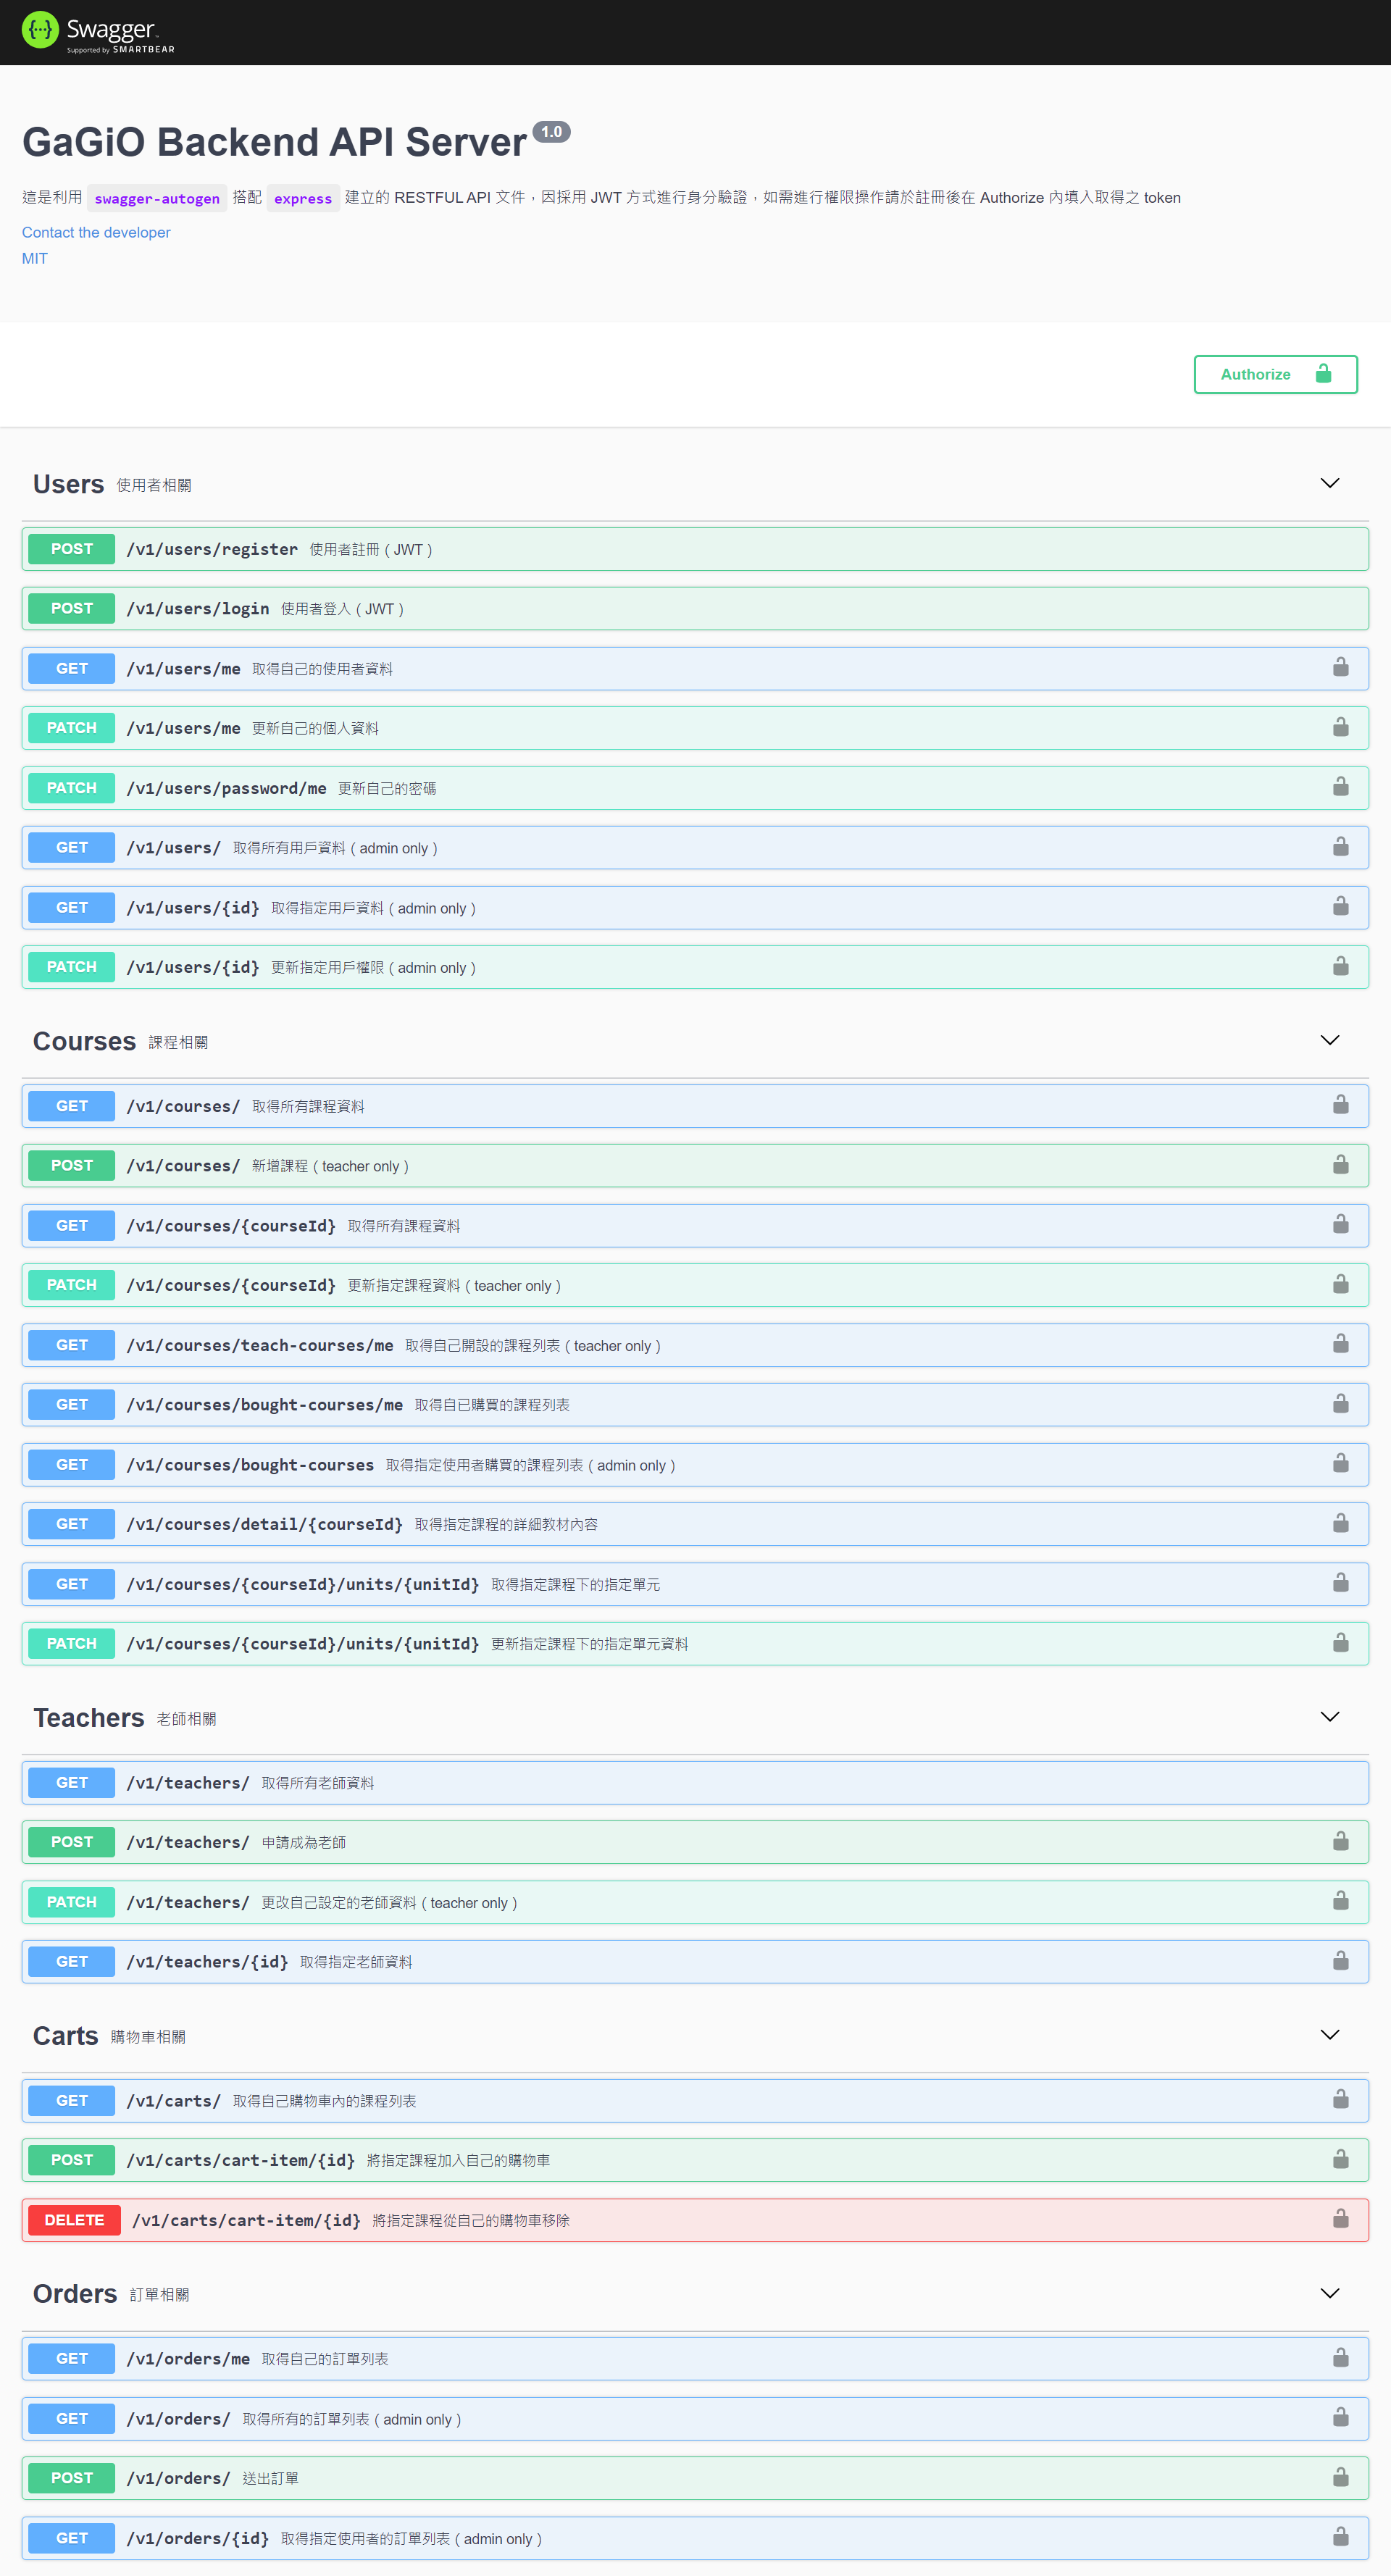 Swagger
Supported by SMARTBEAR
GaGiO Backend API Server 1.0
這是利用 swagger-autogen 搭配 express 建立的 RESTFUL API 文件，因採用 JWT 方式進行身分驗證，如需進行權限操作請於註冊後在 Authorize 內填入取得之 token
Contact the developer
MIT
Authorize
Users 使用者相關
POST /v1/users/register 使用者註冊 ( JWT )
POST /v1/users/login 使用者登入 ( JWT )
GET /v1/users/me 取得自己的使用者資料
PATCH /v1/users/me 更新自己的個人資料
PATCH /v1/users/password/me 更新自己的密碼
GET /v1/users/ 取得所有用戶資料 ( admin only )
GET /v1/users/{id} 取得指定用戶資料 ( admin only )
PATCH /v1/users/{id} 更新指定用戶權限 ( admin only )
Courses 課程相關
GET /v1/courses/ 取得所有課程資料
POST /v1/courses/ 新增課程 ( teacher only )
GET /v1/courses/{courseId} 取得所有課程資料
PATCH /v1/courses/{courseId} 更新指定課程資料 ( teacher only )
GET /v1/courses/teach-courses/me 取得自己開設的課程列表 ( teacher only )
GET /v1/courses/bought-courses/me 取得自已購買的課程列表
GET /v1/courses/bought-courses 取得指定使用者購買的課程列表 ( admin only )
GET /v1/courses/detail/{courseId} 取得指定課程的詳細教材內容
GET /v1/courses/{courseId}/units/{unitId} 取得指定課程下的指定單元
PATCH /v1/courses/{courseId}/units/{unitId} 更新指定課程下的指定單元資料
Teachers 老師相關
GET /v1/teachers/ 取得所有老師資料
POST /v1/teachers/ 申請成為老師
PATCH /v1/teachers/ 更改自己設定的老師資料 ( teacher only )
GET /v1/teachers/{id} 取得指定老師資料
Carts 購物車相關
GET /v1/carts/ 取得自己購物車內的課程列表
POST /v1/carts/cart-item/{id} 將指定課程加入自己的購物車
DELETE /v1/carts/cart-item/{id} 將指定課程從自己的購物車移除
Orders 訂單相關
GET /v1/orders/me 取得自己的訂單列表
GET /v1/orders/ 取得所有的訂單列表 ( admin only )
POST /v1/orders/ 送出訂單
GET /v1/orders/{id} 取得指定使用者的訂單列表 ( admin only )